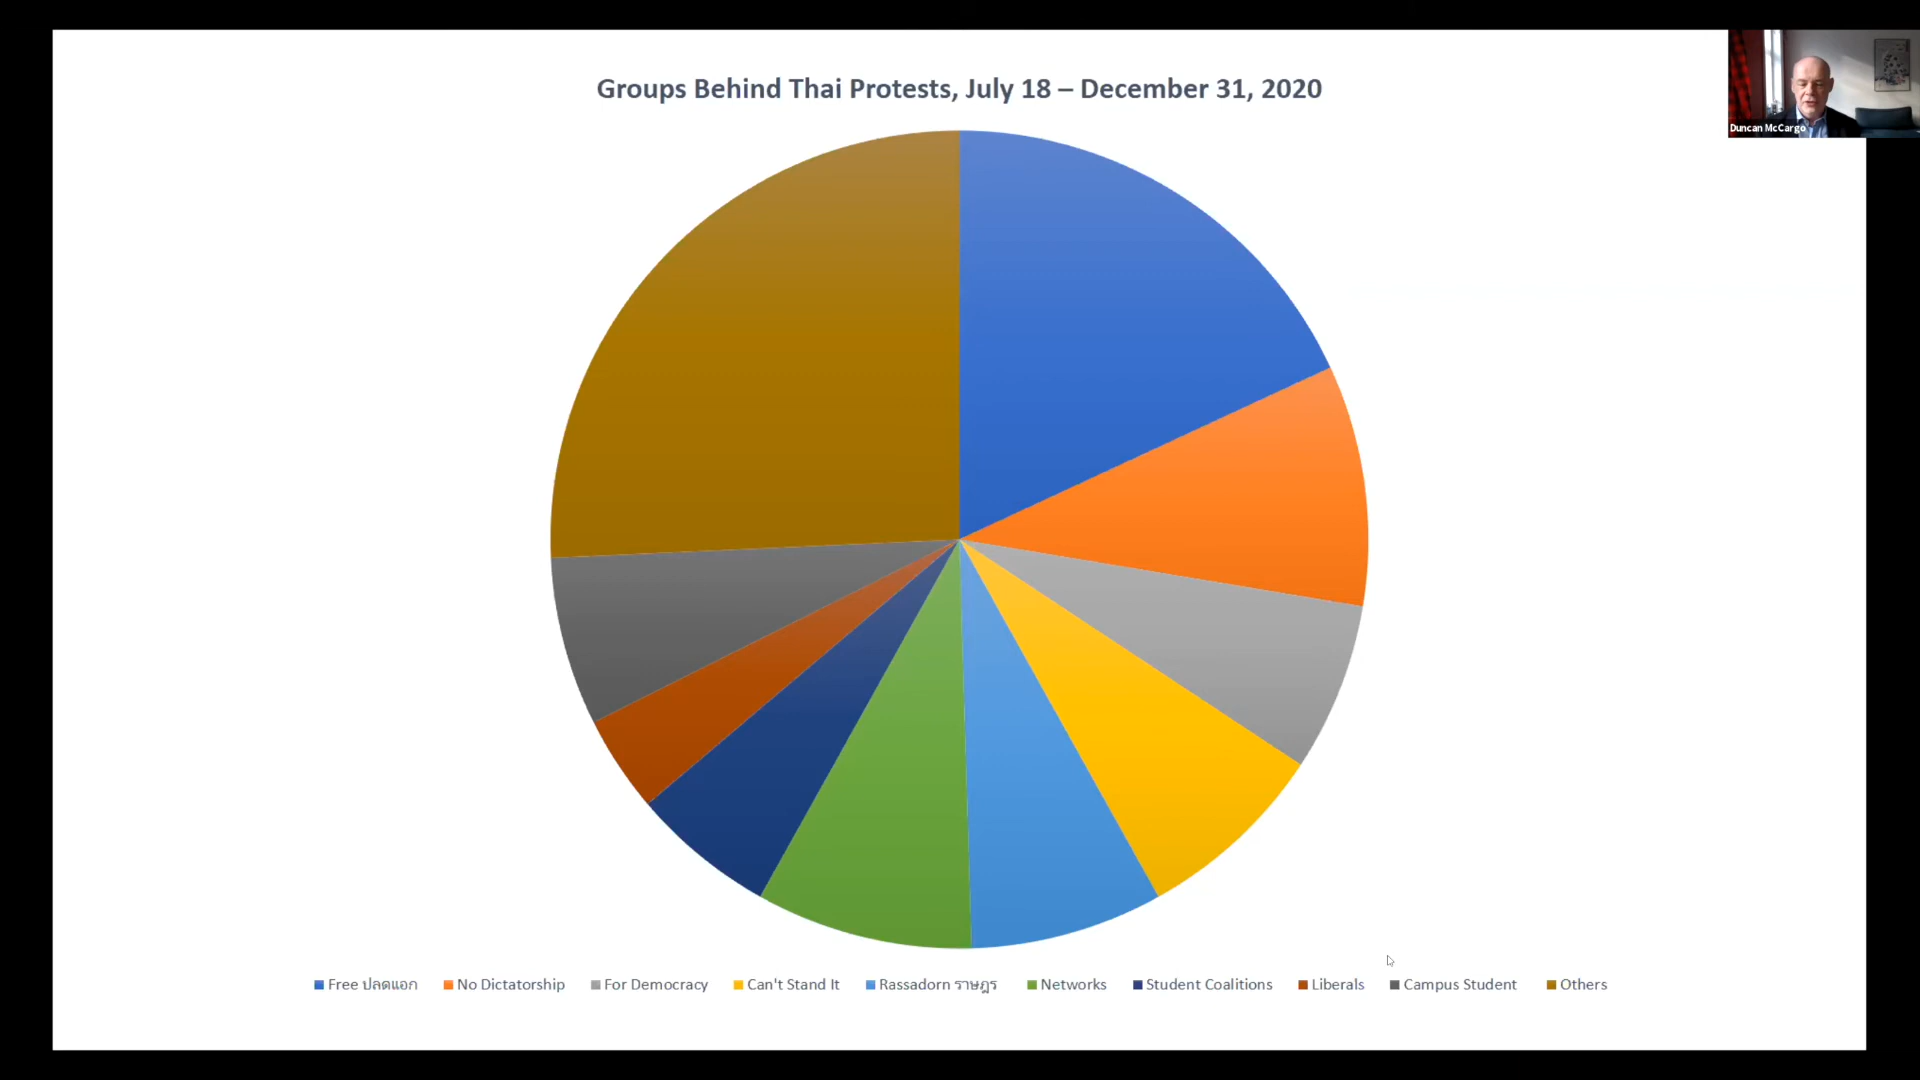 Groups Behind Thai Protests, July 18 – December 31, 2020
Duncan McCargo
Free ปลดแอก No Dictatorship For Democracy Can't Stand It Rassadorn ราษฎร Networks Student Coalitions Liberals Campus Student Others